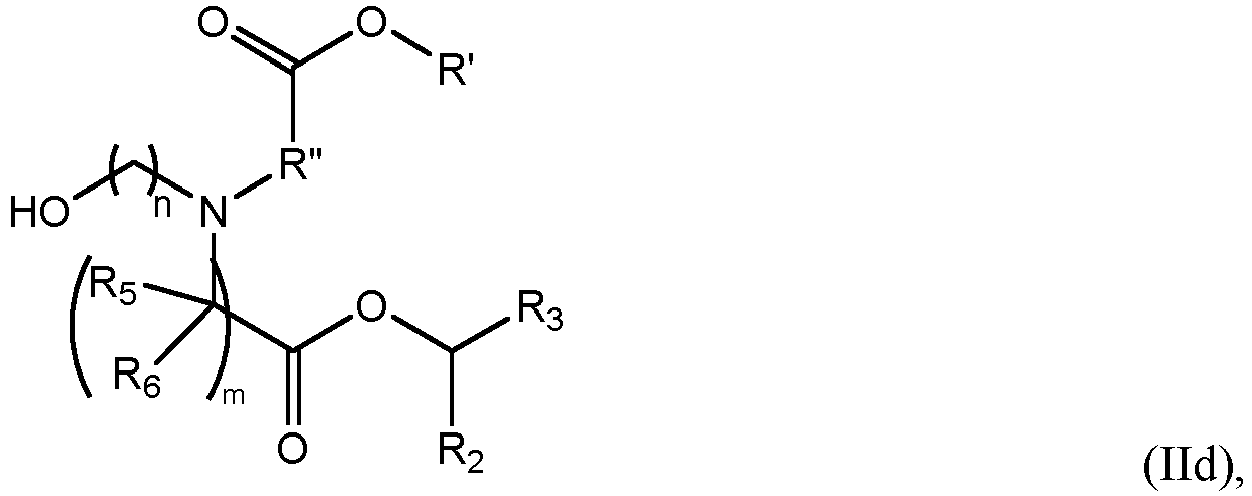 O O R'
R"
HO ( ) n N
( R5 ) m O R3
R6
O R2 (IId),